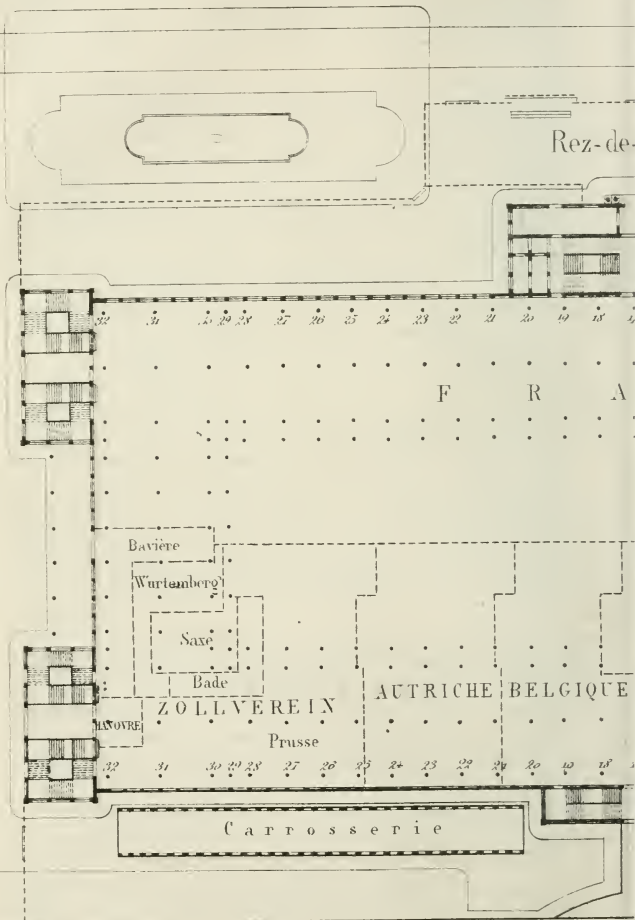 Rez-de-
32 31 30 29 28 27 26 25 24 23 22 21 20 19 18
F R A
Bavière
Wurtemberg
Saxe
Bade
ZOLLVEREIN
AUTRICHE
BELGIQUE
HANOVRE
Prusse
32 31 30 29 28 27 26 25 24 23 22 21 20 19 18
Carrosserie